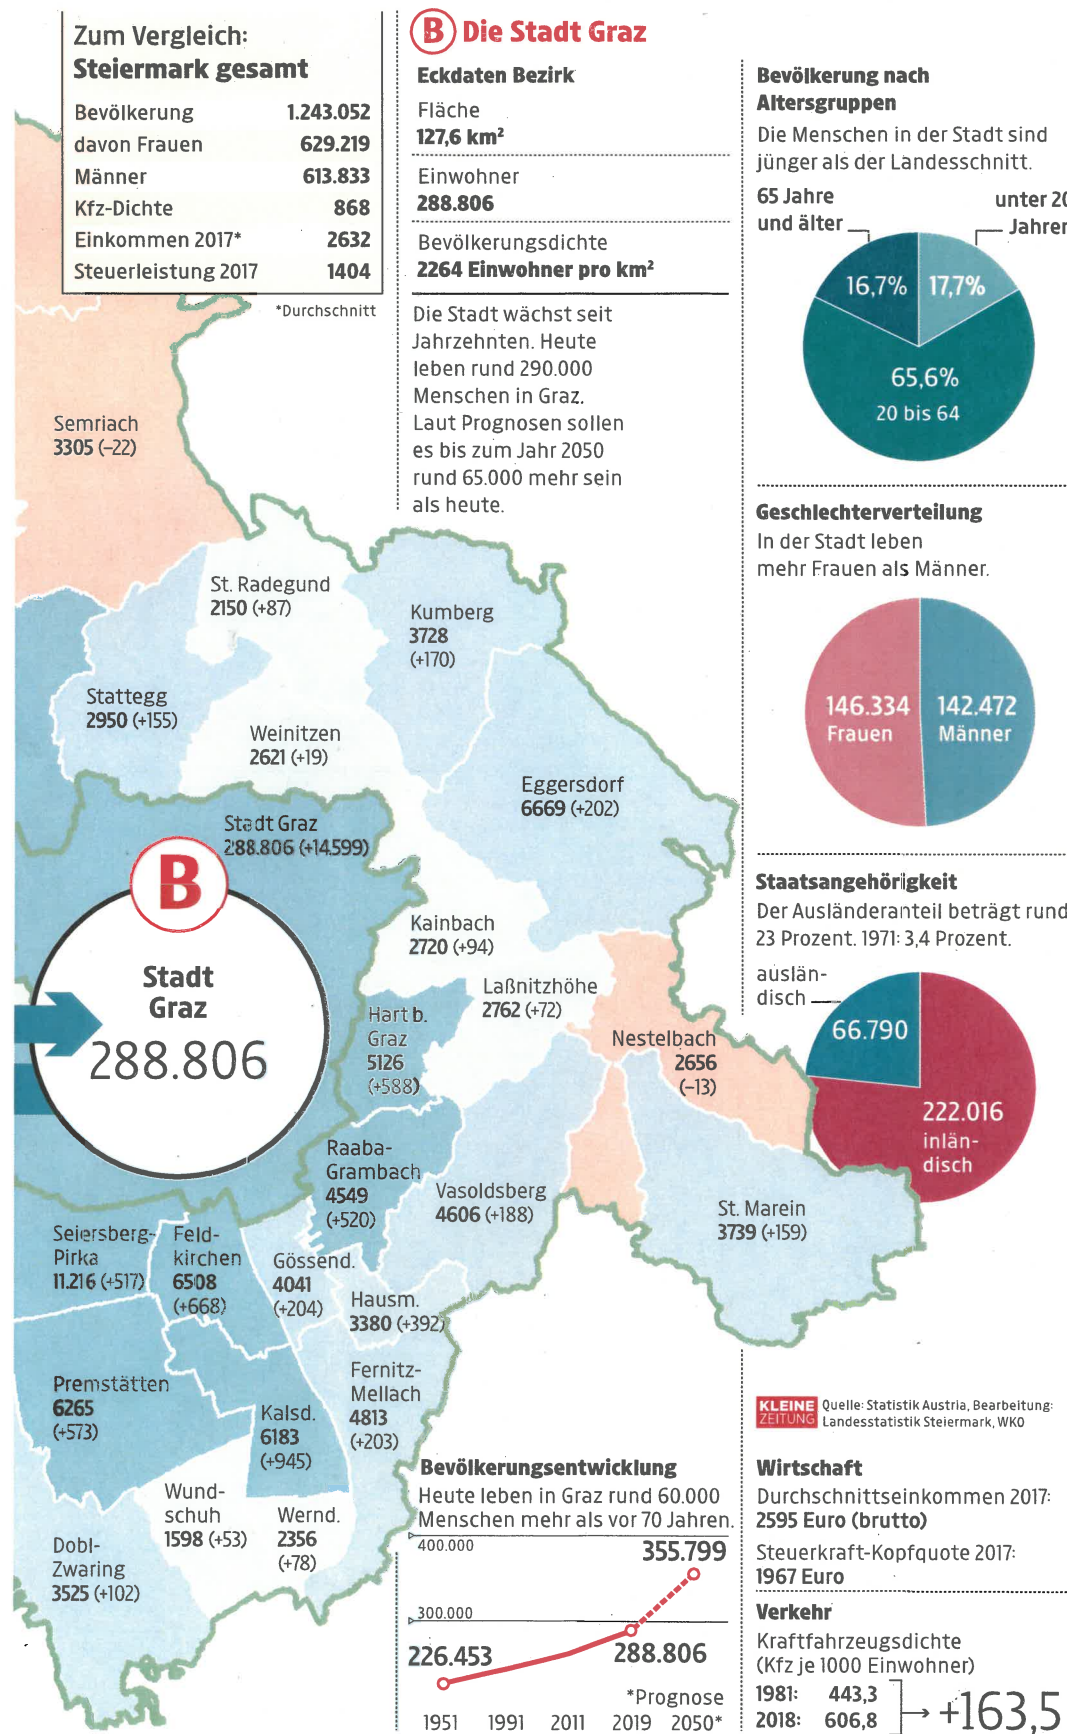 Zum Vergleich:
Steiermark gesamt
Bevölkerung 1.243.052
davon Frauen 629.219
Männer 613.833
Kfz-Dichte 868
Einkommen 2017* 2632
Steuerleistung 2017 1404
*Durchschnitt
B Die Stadt Graz
Eckdaten Bezirk
Fläche
127,6 km²
Einwohner
288.806
Bevölkerungsdichte
2264 Einwohner pro km²
Die Stadt wächst seit
Jahrzehnten. Heute
leben rund 290.000
Menschen in Graz.
Laut Prognosen sollen
es bis zum Jahr 2050
rund 65.000 mehr sein
als heute.
Bevölkerung nach
Altersgruppen
Die Menschen in der Stadt sind
jünger als der Landesschnitt.
65 Jahre
und älter
unter 20
Jahren
16,7%
17,7%
65,6%
20 bis 64
Geschlechterverteilung
In der Stadt leben
mehr Frauen als Männer.
146.334
Frauen
142.472
Männer
Staatsangehörigkeit
Der Ausländeranteil beträgt rund
23 Prozent. 1971: 3,4 Prozent.
auslän-
disch
66.790
222.016
inlän-
disch
Semriach
3305 (–22)
St. Radegund
2150 (+87)
Kumberg
3728
(+170)
Stattegg
2950 (+155)
Weinitzen
2621 (+19)
Eggersdorf
6669 (+202)
Stadt Graz
288.806 (+14.599)
B
Stadt
Graz
288.806
Kainbach
2720 (+94)
Laßnitzhöhe
2762 (+72)
Hart b.
Graz
5126
(+588)
Nestelbach
2656
(–13)
Raaba-
Grambach
4549
(+520)
Vasoldsberg
4606 (+188)
St. Marein
3739 (+159)
Seiersberg-
Pirka
11.216 (+517)
Feld-
kirchen
6508
(+668)
Gössend.
4041
(+204)
Hausm.
3380 (+392)
Premstätten
6265
(+573)
Kalsd.
6183
(+945)
Fernitz-
Mellach
4813
(+203)
Wund-
schuh
1598 (+53)
Wernd.
2356
(+78)
Dobl-
Zwaring
3525 (+102)
Bevölkerungsentwicklung
Heute leben in Graz rund 60.000
Menschen mehr als vor 70 Jahren.
400.000
355.799
300.000
226.453
288.806
*Prognose
1951 1991 2011 2019 2050*
KLEINE
ZEITUNG
Quelle: Statistik Austria, Bearbeitung:
Landesstatistik Steiermark, WKO
Wirtschaft
Durchschnittseinkommen 2017:
2595 Euro (brutto)
Steuerkraft-Kopfquote 2017:
1967 Euro
Verkehr
Kraftfahrzeugsdichte
(Kfz je 1000 Einwohner)
1981: 443,3
2018: 606,8
+163,5